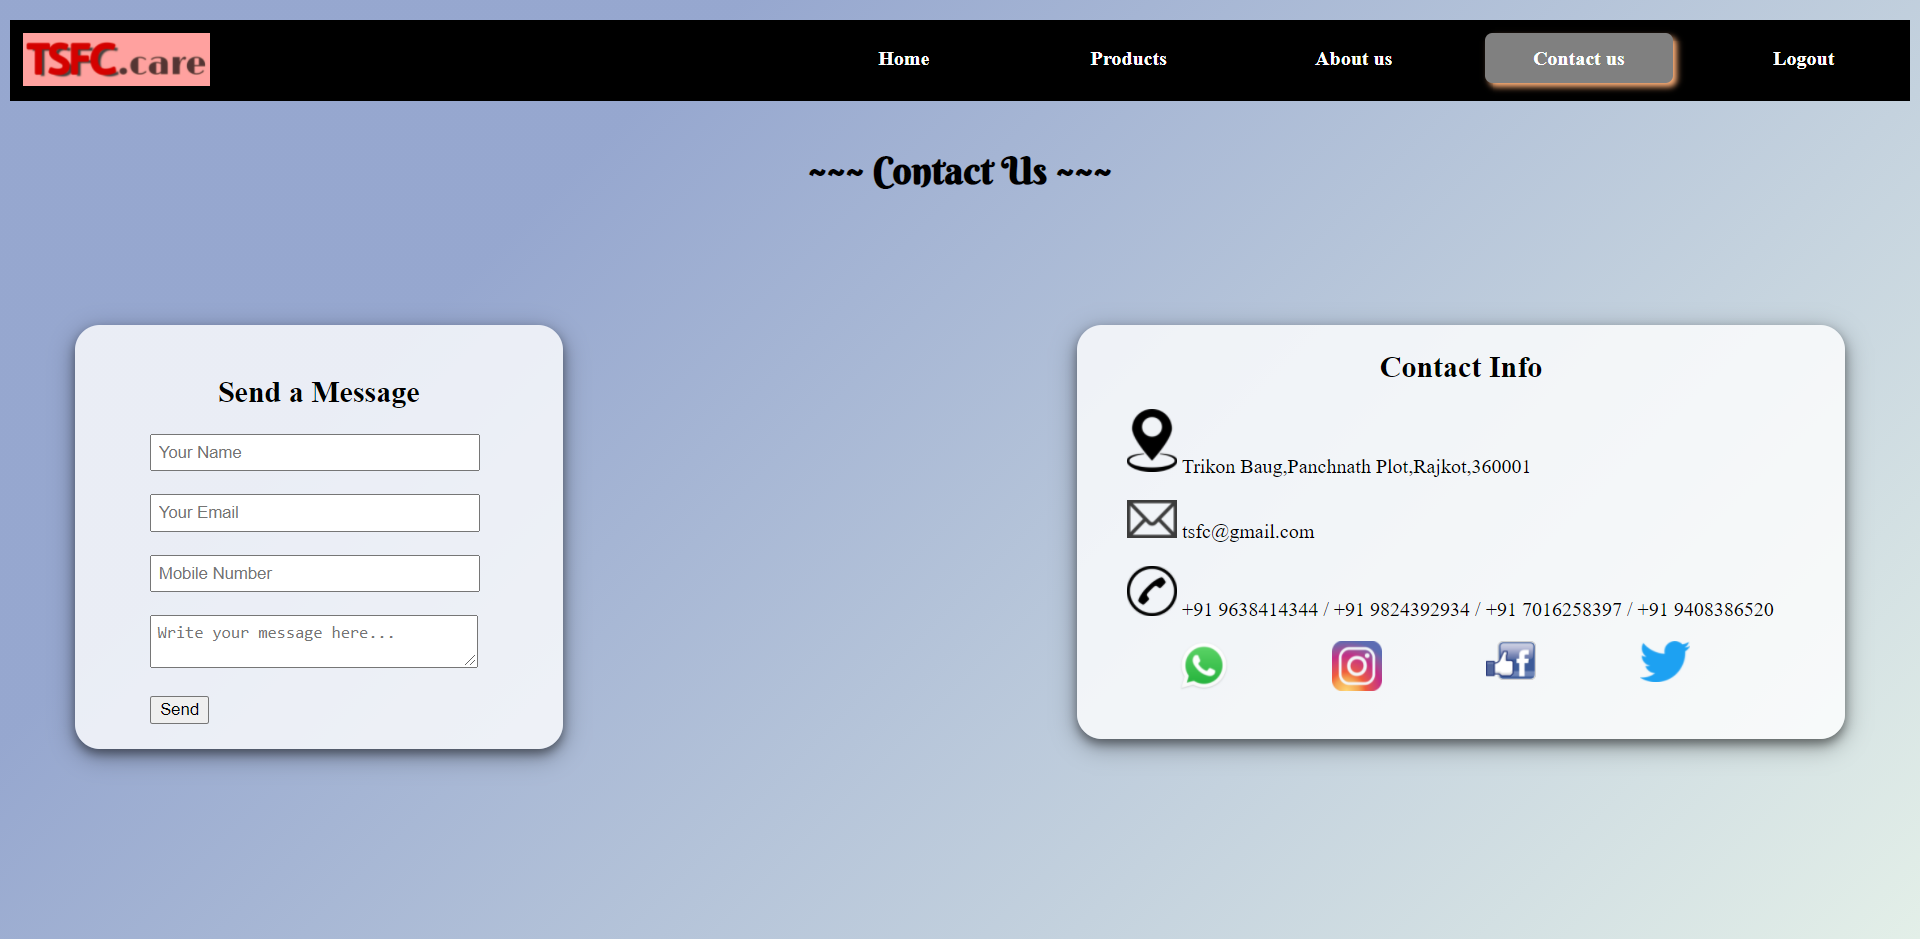 TSFC.care
Home
Products
About us
Contact us
Logout
~~~ Contact Us ~~~
Send a Message
Your Name
Your Email
Mobile Number
Write your message here...
Send
Contact Info
Trikon Baug,Panchnath Plot,Rajkot,360001
tsfc@gmail.com
+91 9638414344 / +91 9824392934 / +91 7016258397 / +91 9408386520